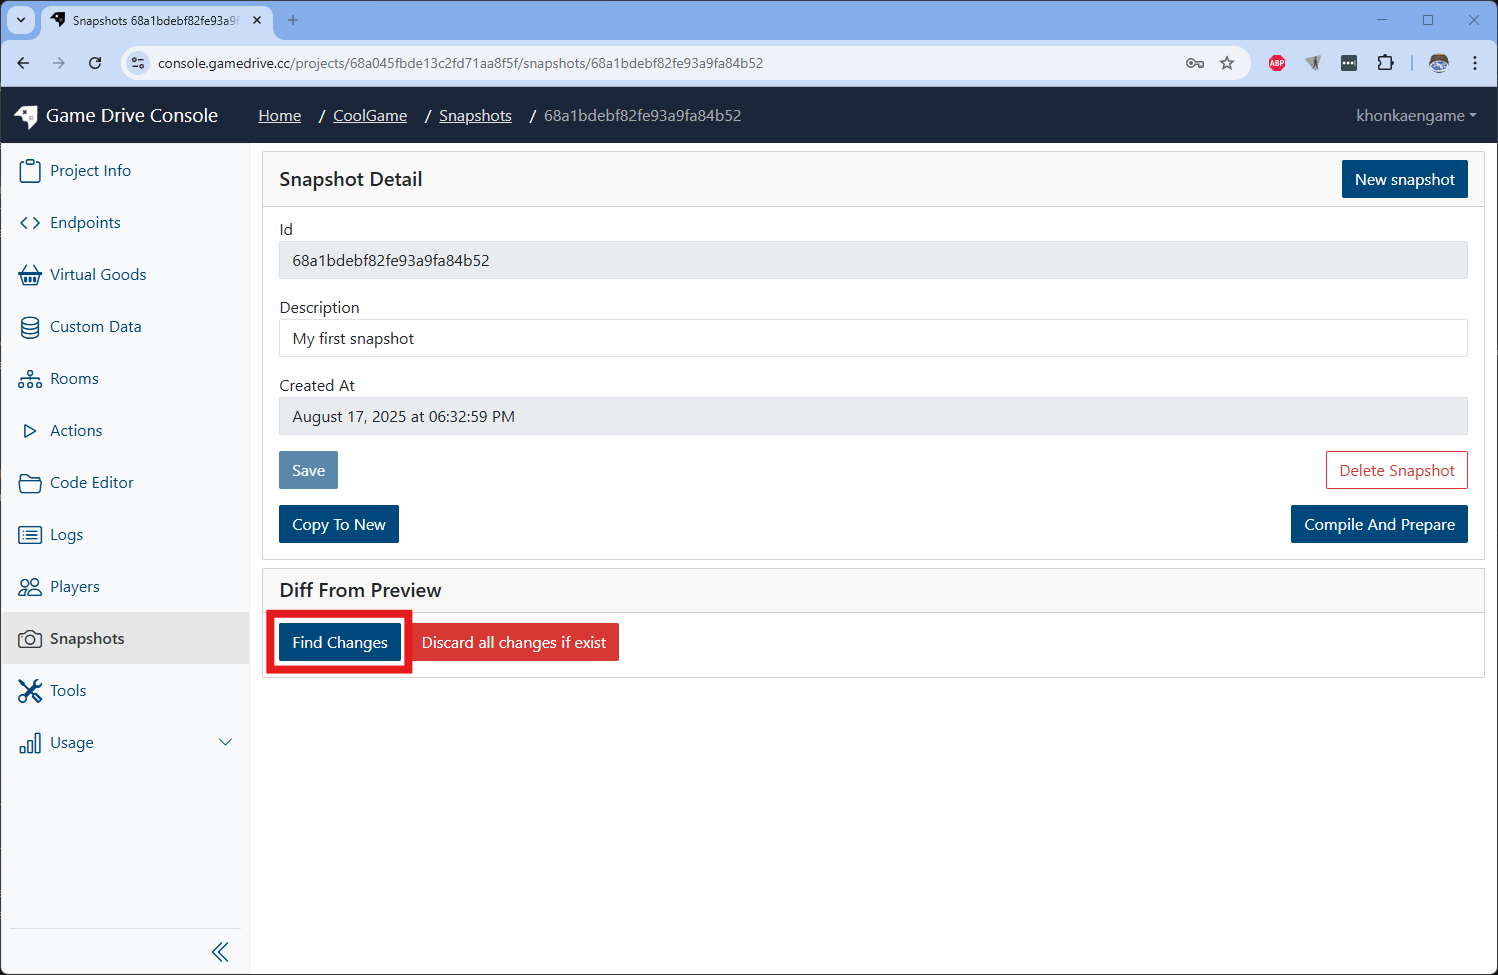 Snapshots 68a1bdebf82fe93a9f
console.gamedrive.cc/projects/68a045fbde13c2fd71aa8f5f/snapshots/68a1bdebf82fe93a9fa84b52
ABP
Game Drive Console
Home / CoolGame / Snapshots / 68a1bdebf82fe93a9fa84b52
khonkaengame
Project Info
Endpoints
Virtual Goods
Custom Data
Rooms
Actions
Code Editor
Logs
Players
Snapshots
Tools
Usage
Snapshot Detail
New snapshot
Id
68a1bdebf82fe93a9fa84b52
Description
My first snapshot
Created At
August 17, 2025 at 06:32:59 PM
Save
Delete Snapshot
Copy To New
Compile And Prepare
Diff From Preview
Find Changes
Discard all changes if exist